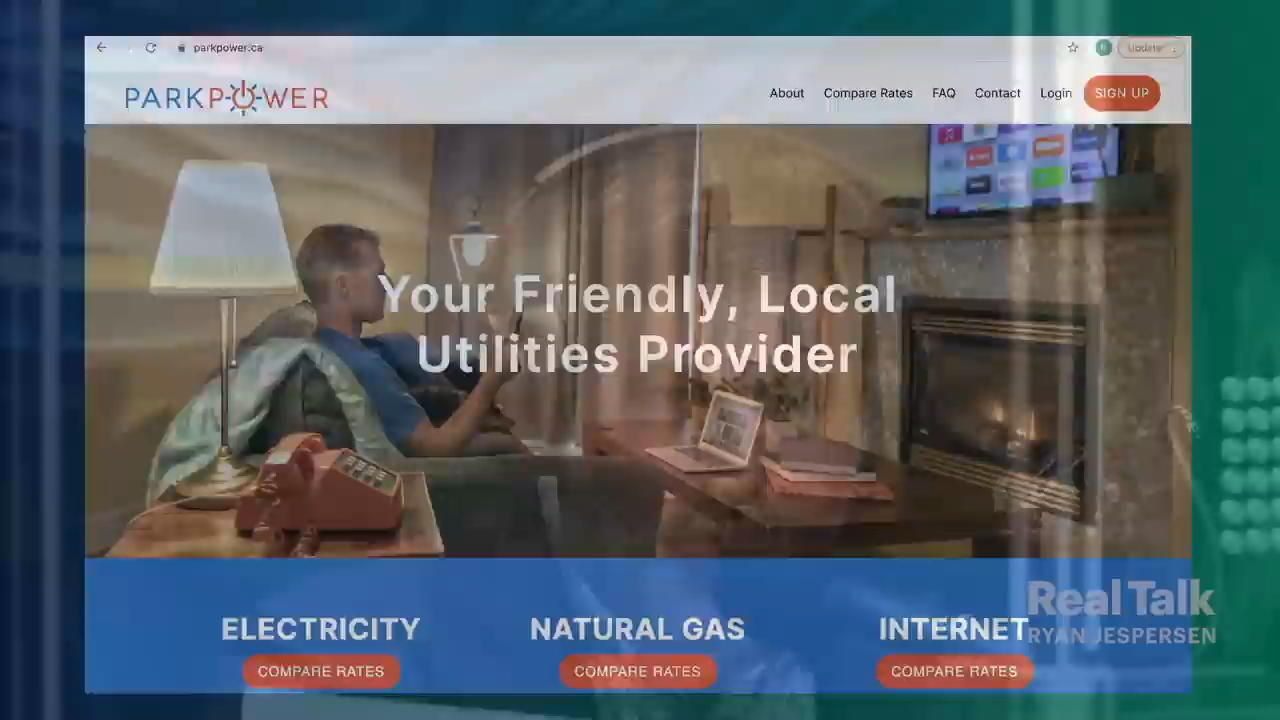 parkpower.ca
Update
PARKPOWER
About Compare Rates FAQ Contact Login SIGN UP
Your Friendly, Local
Utilities Provider
ELECTRICITY NATURAL GAS INTERNET
COMPARE RATES COMPARE RATES COMPARE RATES
Real Talk
RYAN JESPERSEN